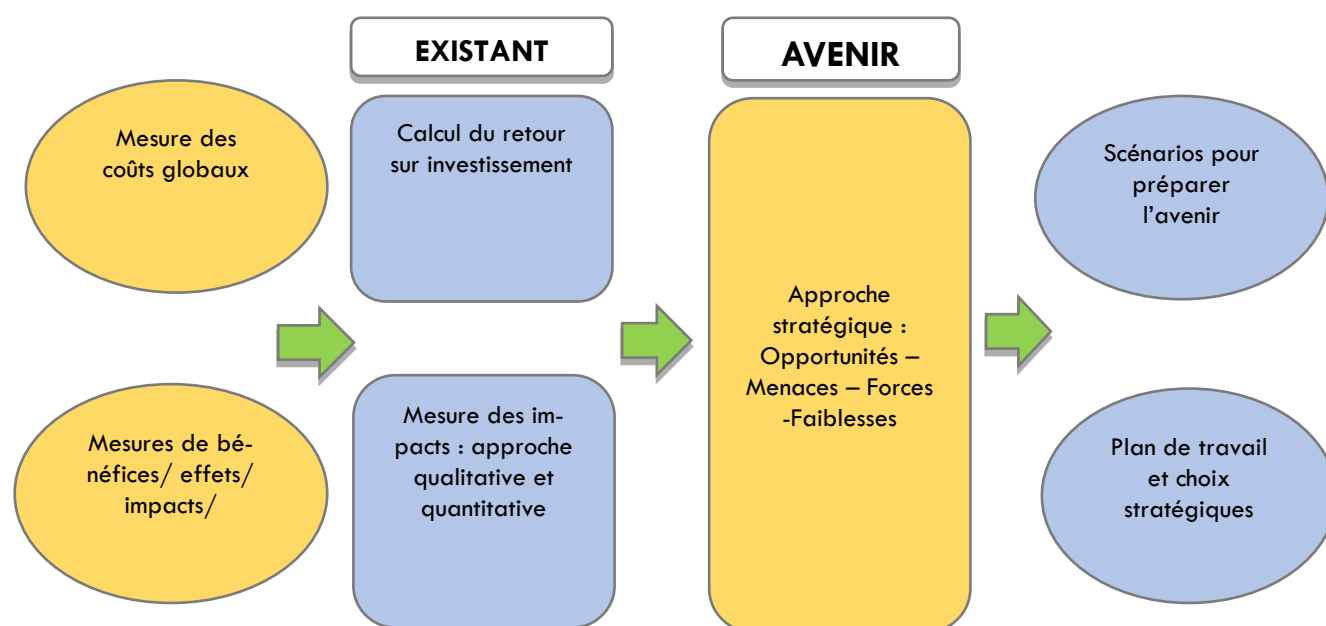 EXISTANT
AVENIR
Mesure des
coûts globaux
Calcul du retour
sur investissement
Mesures de bé-
néfices/ effets/
impacts/
Mesure des im-
pacts : approche
qualitative et
quantitative
Approche
stratégique :
Opportunités –
Menaces – Forces
-Faiblesses
Scénarios pour
préparer
l’avenir
Plan de travail
et choix
stratégiques